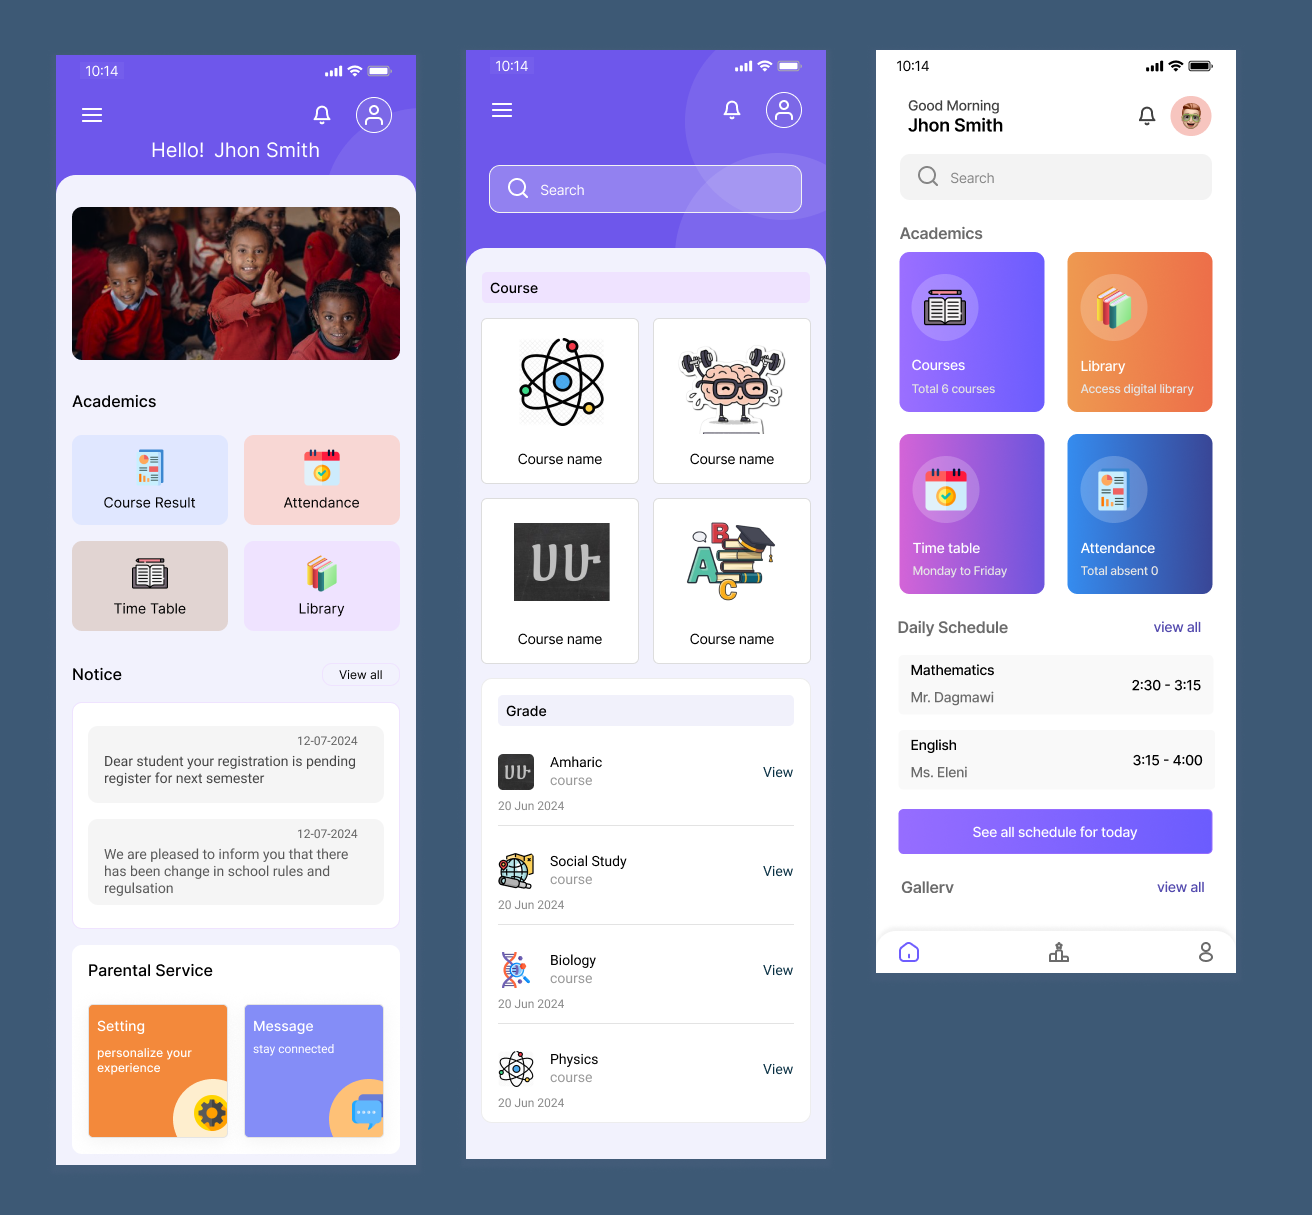 10:14
Hello! Jhon Smith
Academics
Course Result
Attendance
Time Table
Library
Notice
View all
12-07-2024
Dear student your registration is pending
register for next semester
12-07-2024
We are pleased to inform you that there
has been change in school rules and
regulsation
Parental Service
Setting
personalize your
experience
Message
stay connected
10:14
Search
Course
Course name
Course name
ሀሁ
Course name
A
B
C
Course name
Grade
ሀሁ
Amharic
course
View
20 Jun 2024
Social Study
course
View
20 Jun 2024
Biology
course
View
20 Jun 2024
Physics
course
View
20 Jun 2024
10:14
Good Morning
Jhon Smith
Search
Academics
Courses
Total 6 courses
Library
Access digital library
Time table
Monday to Friday
Attendance
Total absent 0
Daily Schedule
view all
Mathematics
Mr. Dagmawi
2:30 - 3:15
English
Ms. Eleni
3:15 - 4:00
See all schedule for today
Gallery
view all